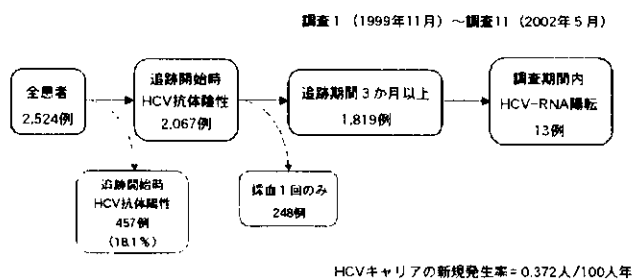 調査1 (1999年11月) ~調査11 (2002年5月)
全患者
2,524例
追跡開始時
HCV抗体陰性
2,067例
追跡期間3か月以上
1,819例
調査期間内
HCV-RNA陽転
13例
追跡開始時
HCV抗体陽性
457例
(18.1%)
採血1回のみ
248例
HCVキャリアの新規発生率=0.372人/100人年